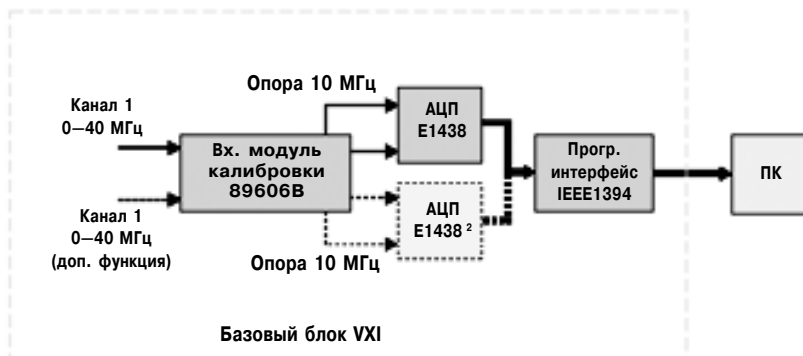 Опора 10 МГц
Канал 1
0—40 МГц
Вх. модуль
калибровки
89606B
АЦП
E1438
Прогр.
интерфейс
IEEE1394
ПК
Канал 1
0—40 МГц
(доп. функция)
АЦП
E1438 ²
Опора 10 МГц
Базовый блок VXI